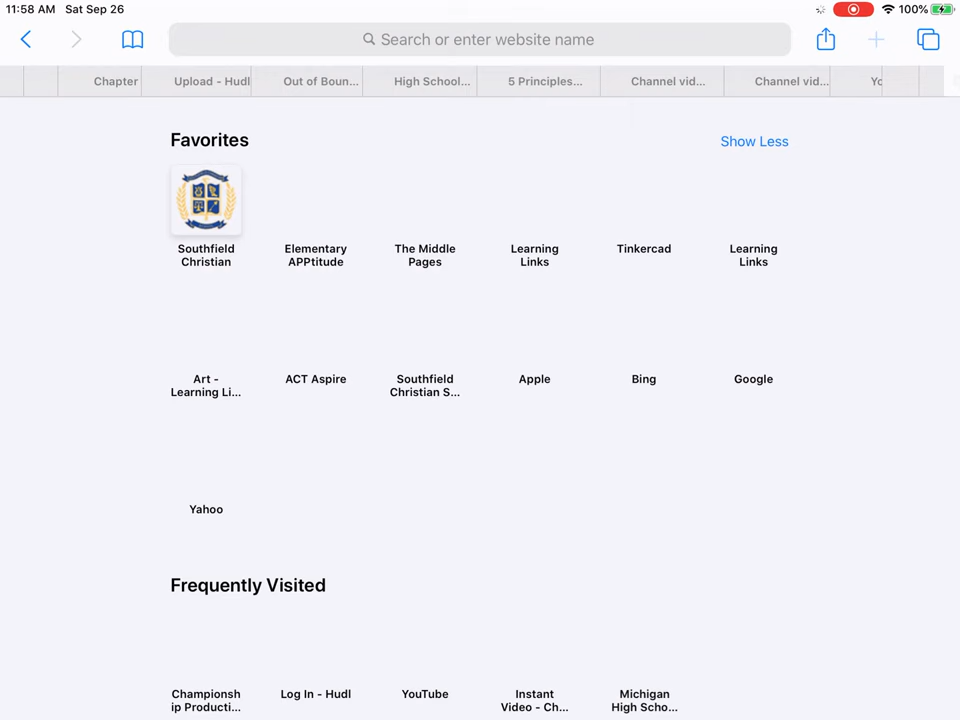 11:58 AM Sat Sep 26 100%
Search or enter website name
Chapter Upload - Hudl Out of Boun... High School... 5 Principles... Channel vid... Channel vid... Yo
Favorites Show Less
Southfield Christian
Elementary APPtitude
The Middle Pages
Learning Links
Tinkercad
Learning Links
Art - Learning Li...
ACT Aspire
Southfield Christian S...
Apple
Bing
Google
Yahoo
Frequently Visited
Championsh ip Producti...
Log In - Hudl
YouTube
Instant Video - Ch...
Michigan High Scho...